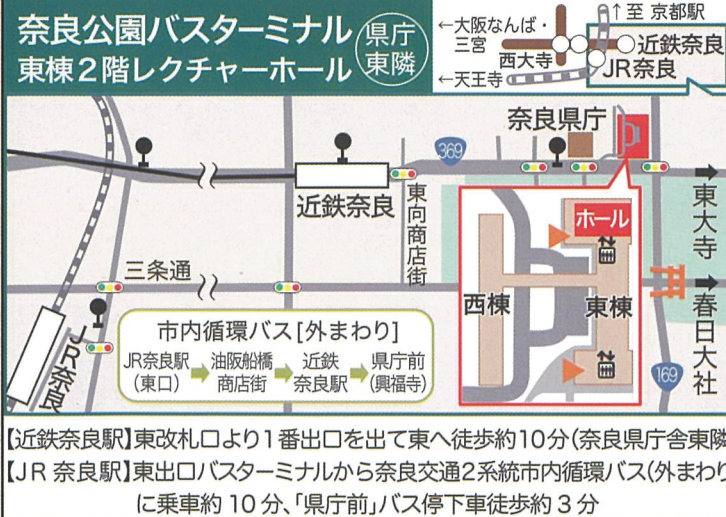 奈良公園バスターミナル
東棟2階レクチャーホール
県庁
東隣
↑至 京都駅
←大阪なんば・
三宮
西大寺
近鉄奈良
JR奈良
←天王寺
奈良県庁
369
近鉄奈良
東向商店街
東大寺
ホール
三条通
西棟
東棟
春日大社
169
JR奈良
市内循環バス[外まわり]
JR奈良駅
(東口)
油阪船橋
商店街
近鉄
奈良駅
県庁前
(興福寺)
【近鉄奈良駅】東改札口より1番出口を出て東へ徒歩約10分(奈良県庁舎東隣
【JR 奈良駅】東出口バスターミナルから奈良交通2系統市内循環バス(外まわり
に乗車約 10 分、「県庁前」バス停下車徒歩約 3 分